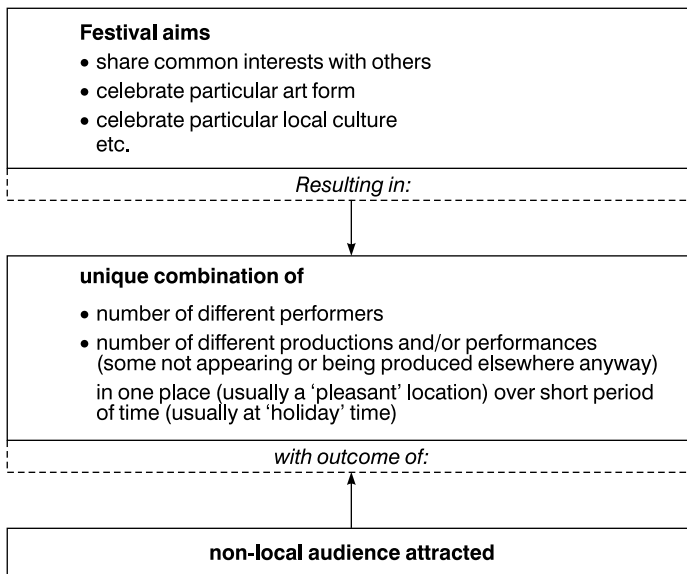 Festival aims
• share common interests with others
• celebrate particular art form
• celebrate particular local culture
etc.
Resulting in:
unique combination of
• number of different performers
• number of different productions and/or performances
(some not appearing or being produced elsewhere anyway)
in one place (usually a ‘pleasant’ location) over short period
of time (usually at ‘holiday’ time)
with outcome of:
non-local audience attracted